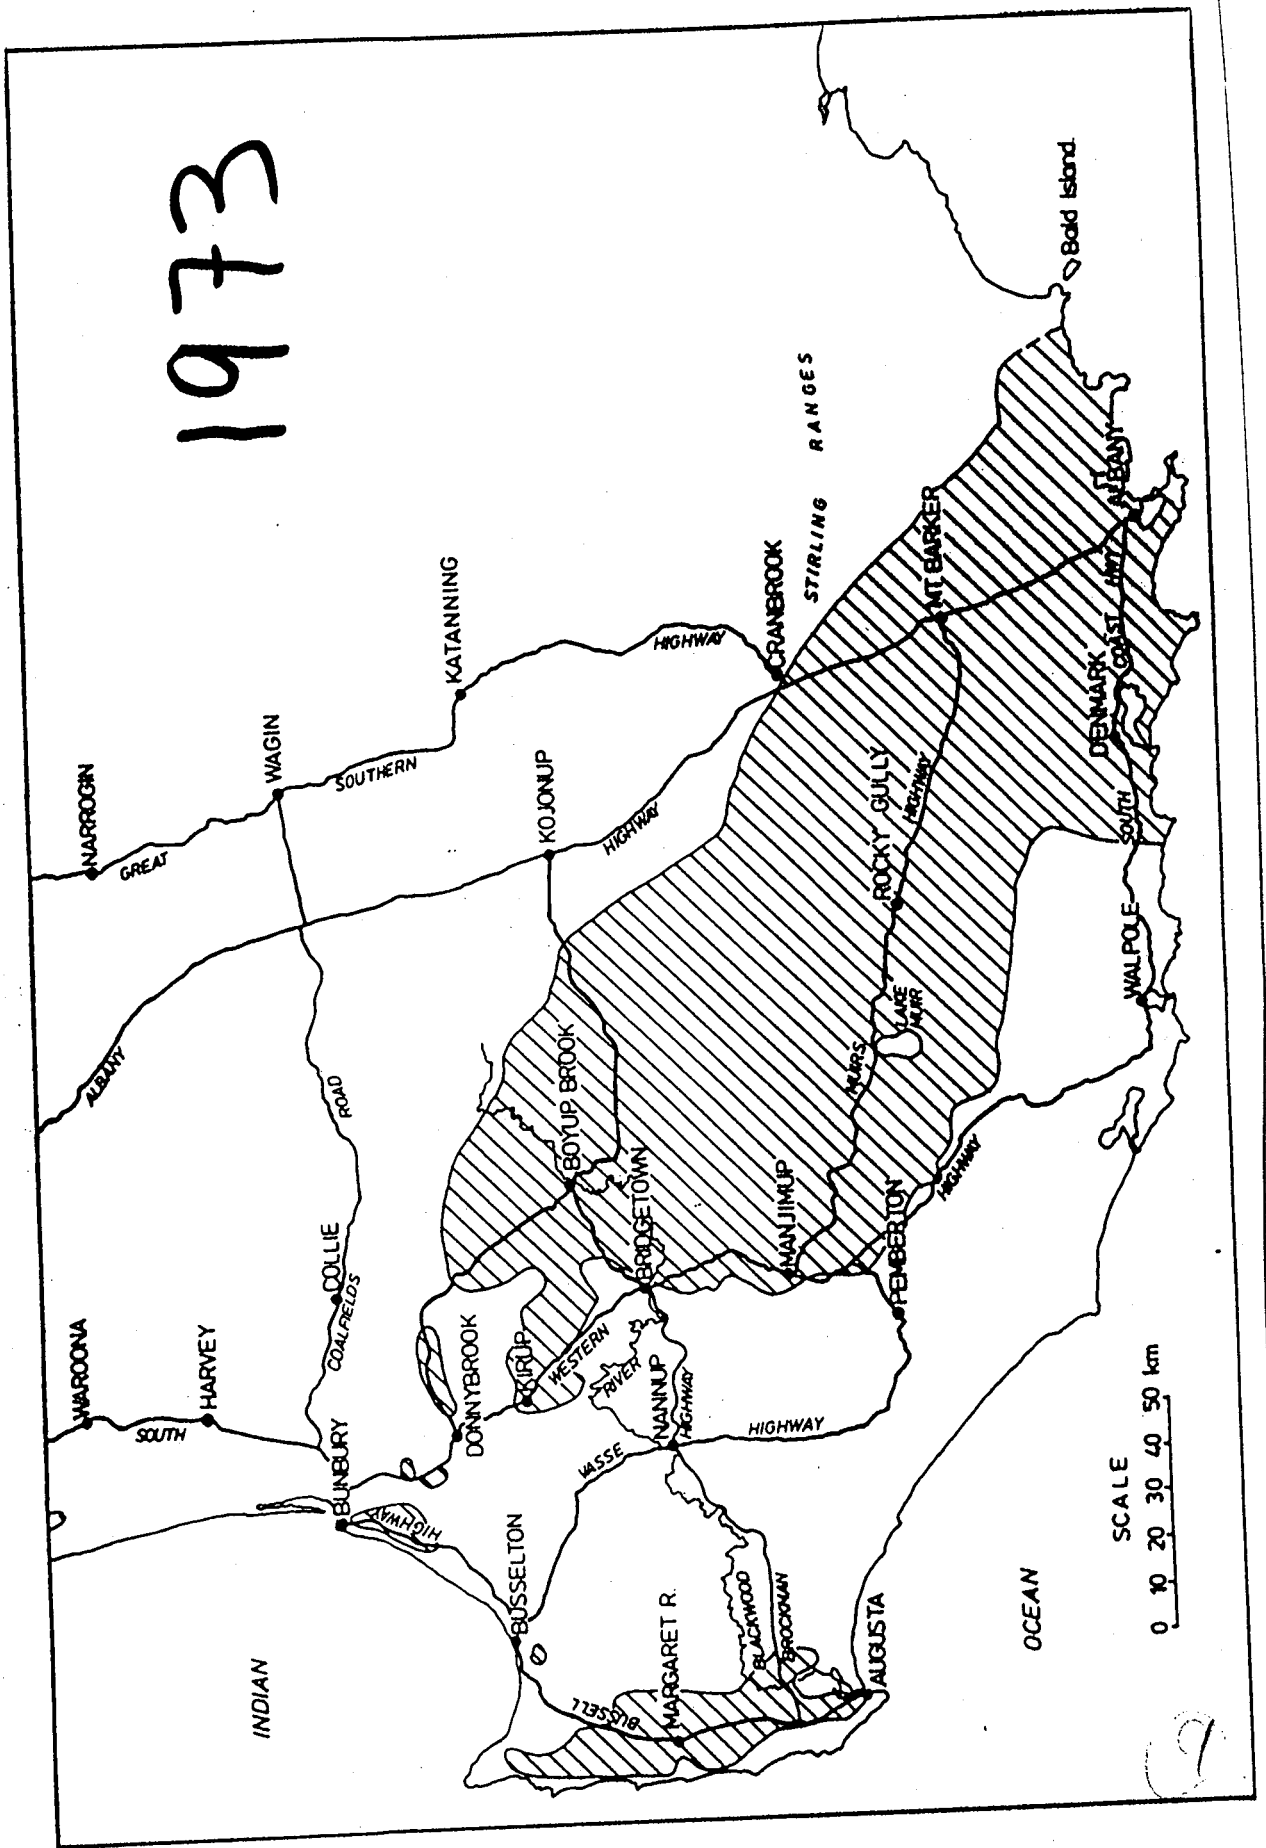 1973
NARROGIN
WAROONA
GREAT
ALBANY
HARVEY
SOUTH
WAGIN
SOUTHERN
ROAD
COLLIE
COALFIELDS
BUNBURY
HIGHWAY
KATANNING
KOJONUP
HIGHWAY
HIGHWAY
DONNYBROOK
KIRUP
BOYUP BROOK
BRIDGETOWN
WESTERN
RIVER
NANNUP
HIGHWAY
VASSE
HIGHWAY
BUSSELTON
BUSSELL
MARGARET R.
BLACKWOOD
BROCKMAN
AUGUSTA
CRANBROOK
STIRLING RANGES
MT. BARKER
ROCKY GULLY
HIGHWAY
LAKE
MUIR
MUIRS
MANJIMUP
PEMBERTON
HIGHWAY
WALPOLE
SOUTH
DENMARK
COAST
HWY
ALBANY
Bald Island
INDIAN
OCEAN
SCALE
0 10 20 30 40 50 km